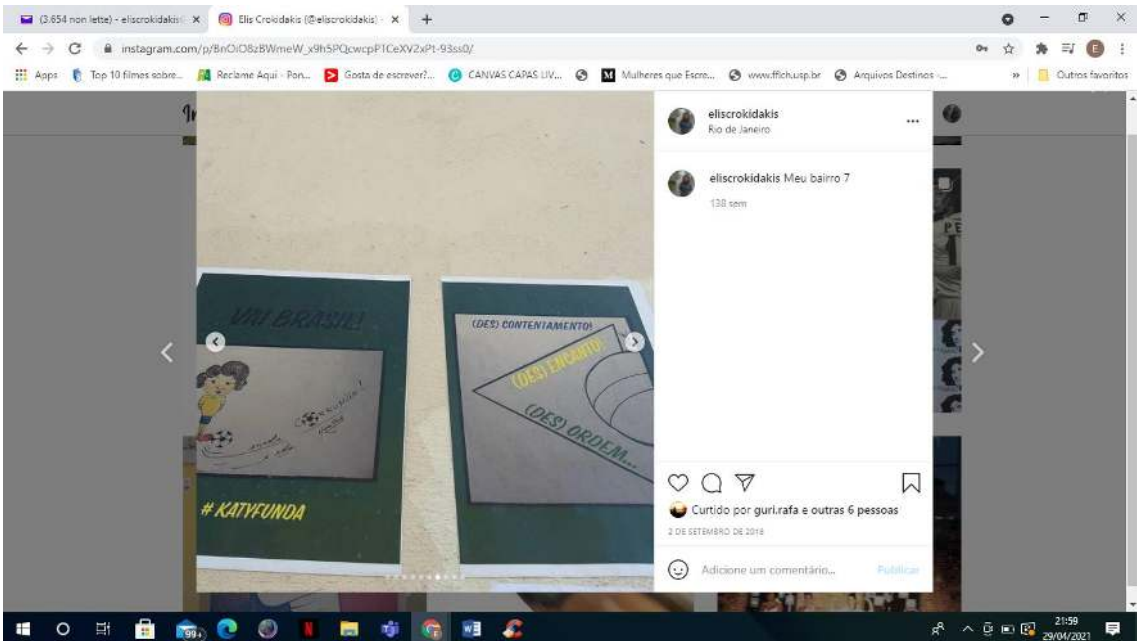 (3.654 non lette) - eliscrokidakis
Elis Crokidakis (@eliscrokidakis)
instagram.com/p/BnOiO8zBWmeW_x9h5PQcwcpPTCeXV2xPt-93ss0/
E
Apps
Top 10 filmes sobre...
Reclame Aqui - Pon...
Gosta de escrever?...
CANVAS CAPAS LIV...
Mulheres que Escre...
www.fflch.usp.br
Arquivos Destinos -...
Outros favoritos
eliscrokidakis
Rio de Janeiro
eliscrokidakis Meu bairro 7
138 sem
VAI BRASIL!
# KATYFUNDA
(DES) CONTENTAMENTO!
(DES) ENCANTO!
(DES) ORDEM...
Curtido por guri.rafa e outras 6 pessoas
2 DE SETEMBRO DE 2018
Adicione um comentário...
Publicar
99+
21:59
29/04/2021